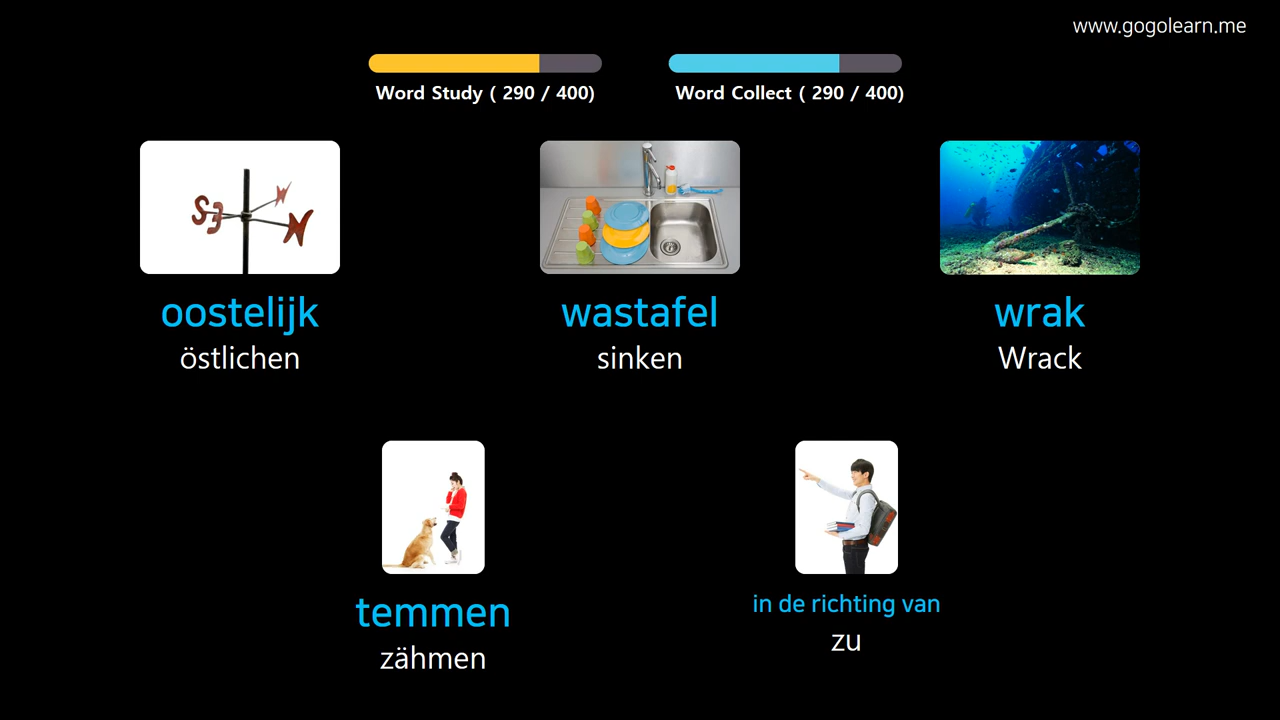 www.gogolearn.me
Word Study ( 290 / 400)
Word Collect ( 290 / 400)
oostelijk
östlichen
wastafel
sinken
wrak
Wrack
temmen
zähmen
in de richting van
zu